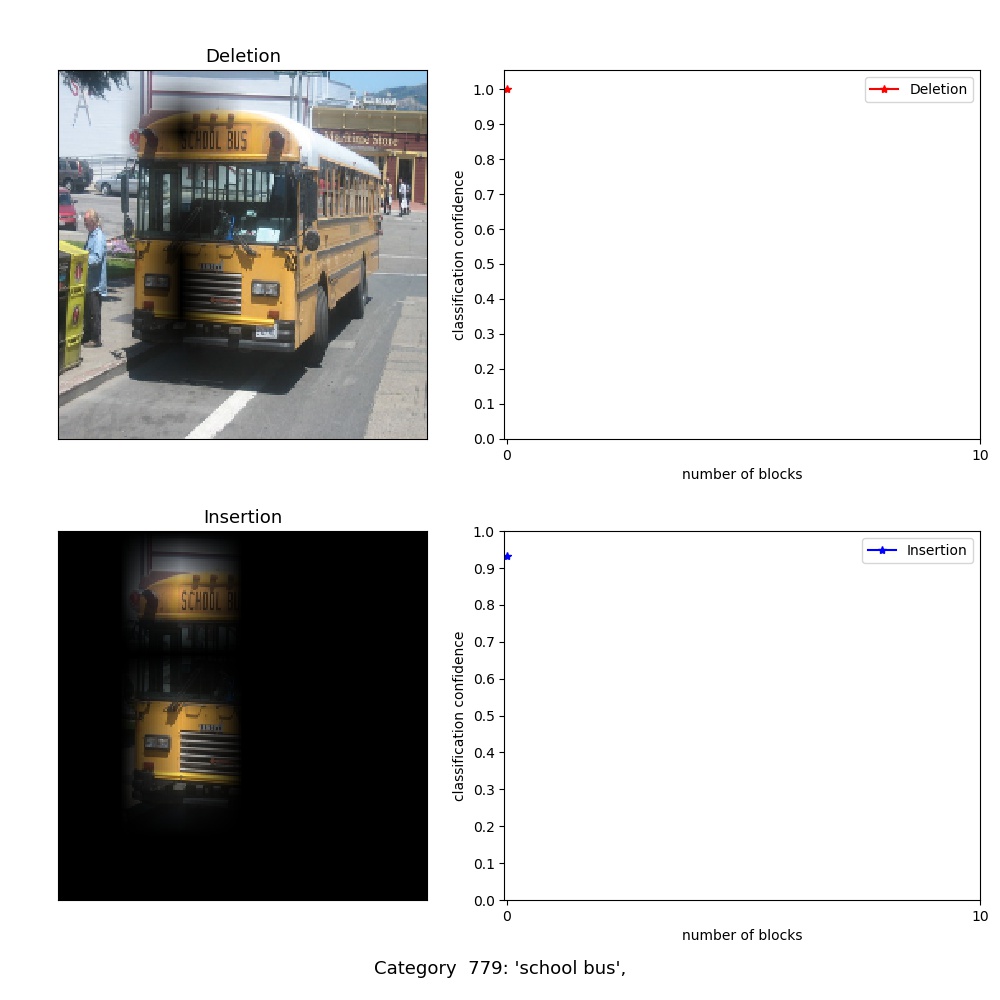 Deletion
SCHOOL BUS
Maritime Store
1.0
0.9
0.8
0.7
0.6
0.5
0.4
0.3
0.2
0.1
0.0
classification confidence
Deletion
0
10
number of blocks
Insertion
SCHOOL BU
1.0
0.9
0.8
0.7
0.6
0.5
0.4
0.3
0.2
0.1
0.0
classification confidence
Insertion
0
10
number of blocks
Category 779: 'school bus',